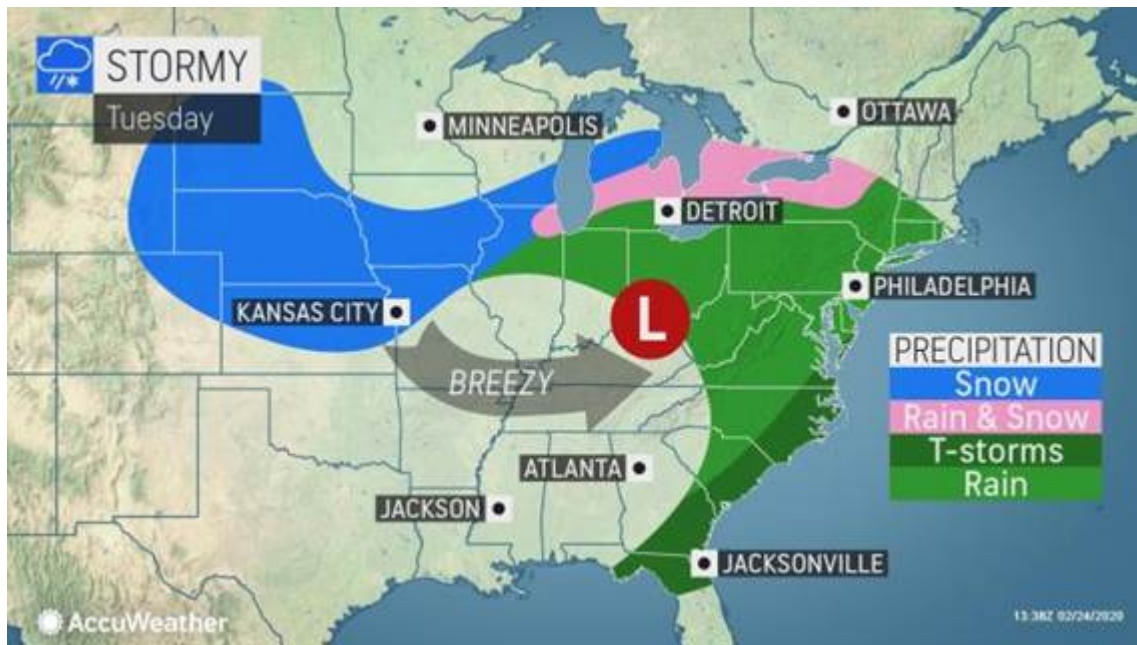 STORMY
Tuesday
MINNEAPOLIS
OTTAWA
DETROIT
KANSAS CITY
PHILADELPHIA
L
BREEZY
PRECIPITATION
Snow
Rain & Snow
T-storms
Rain
ATLANTA
JACKSON
JACKSONVILLE
AccuWeather
13:38Z 02/24/2020